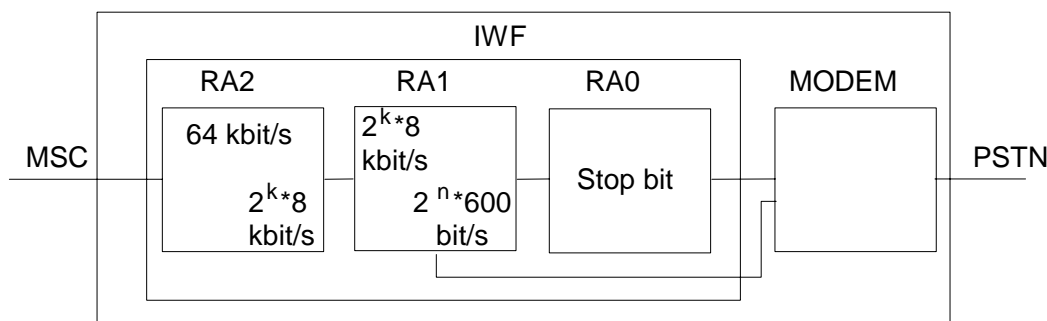 IWF
RA2 RA1 RA0 MODEM
MSC
64 kbit/s
2^k*8
kbit/s
2^k*8
kbit/s
2^n*600
bit/s
Stop bit
PSTN